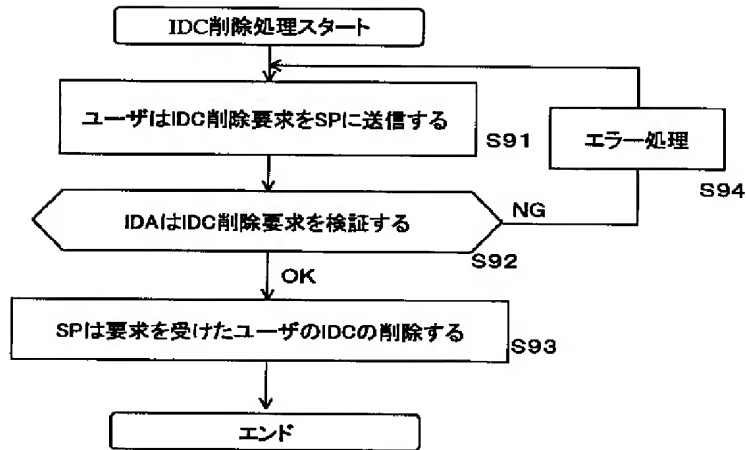 IDC削除処理スタート
ユーザはIDC削除要求をSPに送信する
S91
エラー処理
S94
IDAはIDC削除要求を検証する
NG
S92
OK
SPは要求を受けたユーザのIDCの削除する
S93
エンド